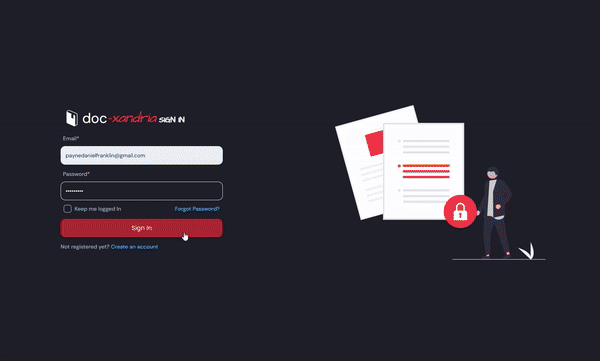 doc-xandria SIGN IN
Email*
paynedanielfranklin@gmail.com
Password*
•••••••••
Keep me logged In
Forgot Password?
Sign In
Not registered yet? Create an account